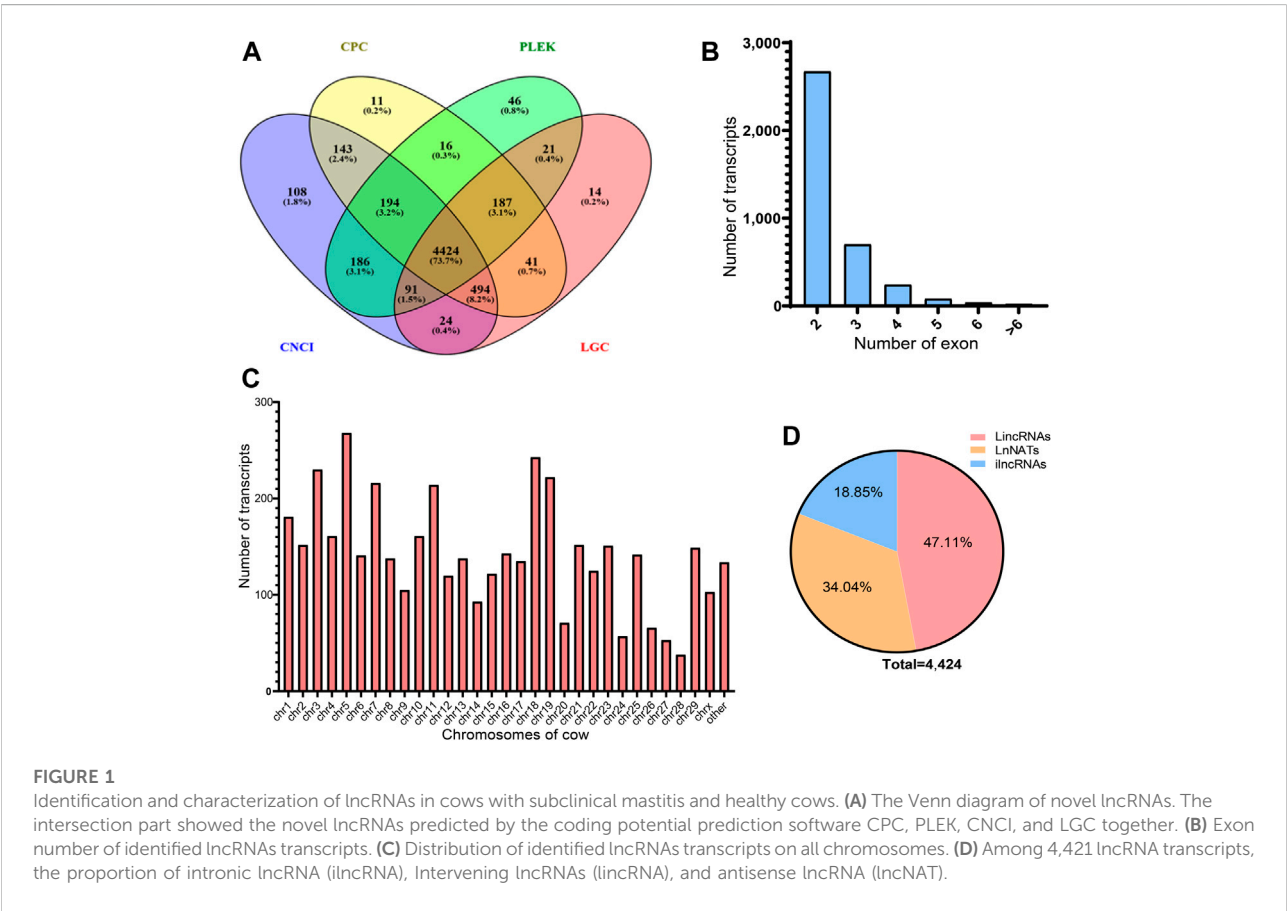 A
CPC
PLEK
11
(0.2%)
46
(0.8%)
143
(2.4%)
16
(0.3%)
21
(0.4%)
108
(1.8%)
194
(3.2%)
187
(3.1%)
14
(0.2%)
4424
(73.7%)
186
(3.1%)
41
(0.7%)
91
(1.5%)
494
(8.2%)
24
(0.4%)
CNCI
LGC
B
Number of transcripts
3,000
2,000
1,000
0
2
3
4
5
6
>6
Number of exon
C
Number of transcripts
300
200
100
0
chr1
chr2
chr3
chr4
chr5
chr6
chr7
chr8
chr9
chr10
chr11
chr12
chr13
chr14
chr15
chr16
chr17
chr18
chr19
chr20
chr21
chr22
chr23
chr24
chr25
chr26
chr27
chr28
chr29
chrx
other
Chromosomes of cow
D
LincRNAs
LnNATs
ilncRNAs
18.85%
47.11%
34.04%
Total=4,424
FIGURE 1
Identification and characterization of lncRNAs in cows with subclinical mastitis and healthy cows. (A) The Venn diagram of novel lncRNAs. The
intersection part showed the novel lncRNAs predicted by the coding potential prediction software CPC, PLEK, CNCI, and LGC together. (B) Exon
number of identified lncRNAs transcripts. (C) Distribution of identified lncRNAs transcripts on all chromosomes. (D) Among 4,421 lncRNA transcripts,
the proportion of intronic lncRNA (ilncRNA), Intervening lncRNAs (lincRNA), and antisense lncRNA (lncNAT).